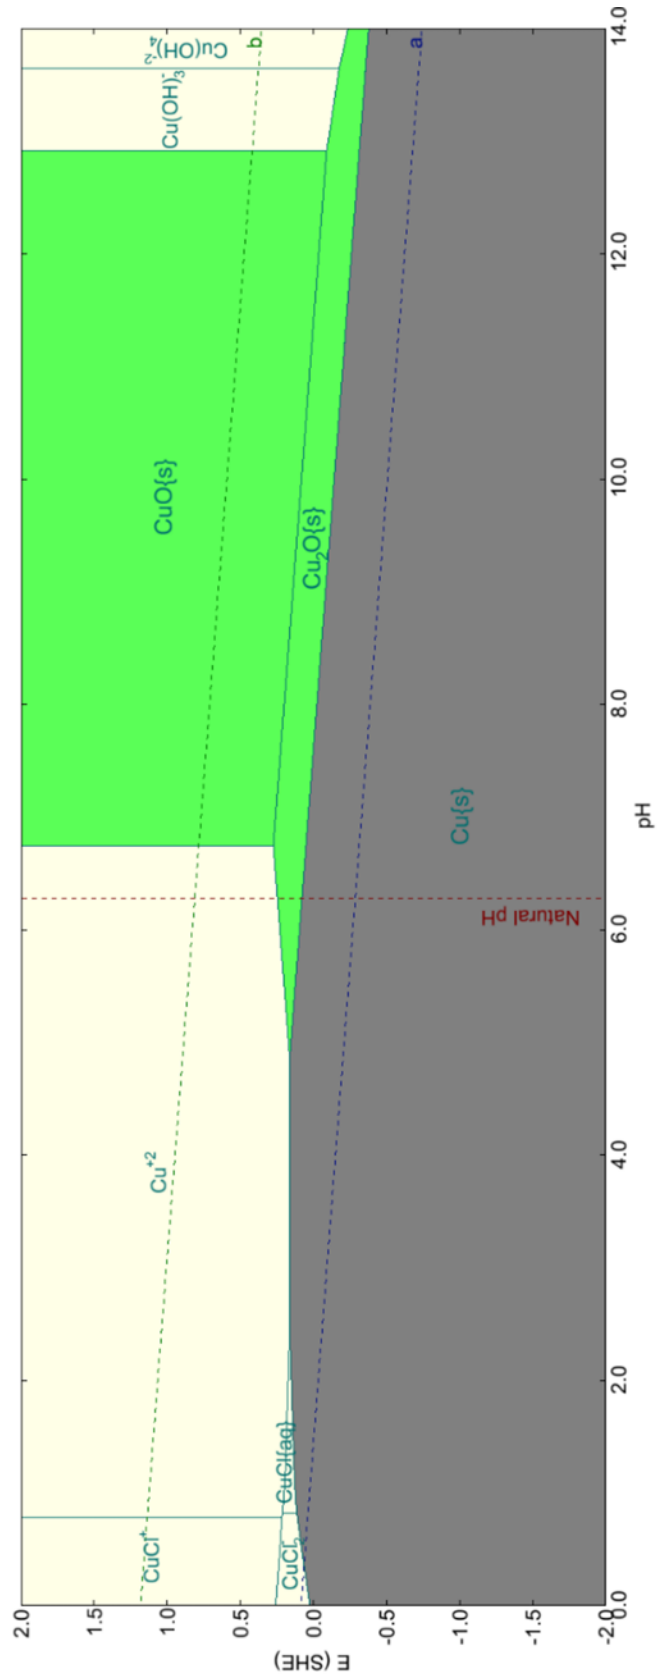 2.0
1.5
1.0
0.5
0.0
-0.5
-1.0
-1.5
-2.0
E (SHE)
0.0
2.0
4.0
6.0
8.0
10.0
12.0
14.0
pH
CuCl⁺
CuCl₂⁻
CuCl{aq}
Cu⁺²
CuO{s}
Cu₂O{s}
Cu{s}
Cu(OH)₃⁻
Cu(OH)₄⁻²
Natural pH
b
a